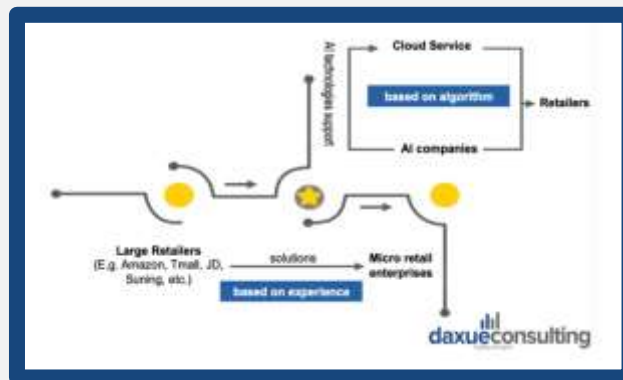 AI technologies support
Cloud Service
based on algorithm
Retailers
AI companies
Large Retailers
(E.g. Amazon, Tmall, JD,
Suning, etc.)
solutions
based on experience
Micro retail
enterprises
daxueconsulting